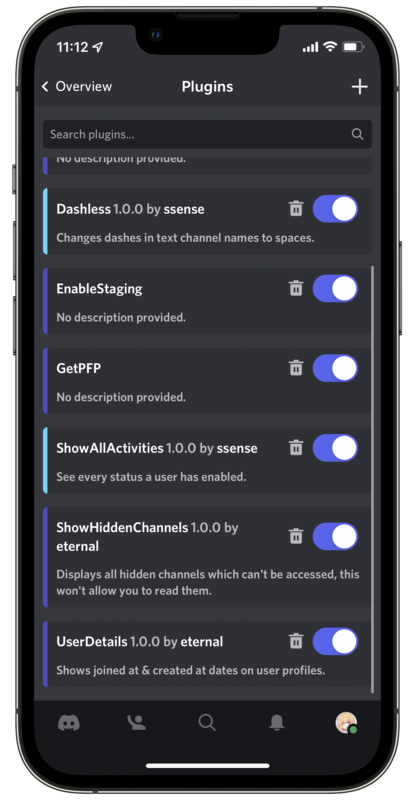 11:12
Overview
Plugins
Search plugins...
No description provided.
Dashless 1.0.0 by ssense
Changes dashes in text channel names to spaces.
EnableStaging
No description provided.
GetPFP
No description provided.
ShowAllActivities 1.0.0 by ssense
See every status a user has enabled.
ShowHiddenChannels 1.0.0 by
eternal
Displays all hidden channels which can't be accessed, this
won't allow you to read them.
UserDetails 1.0.0 by eternal
Shows joined at & created at dates on user profiles.